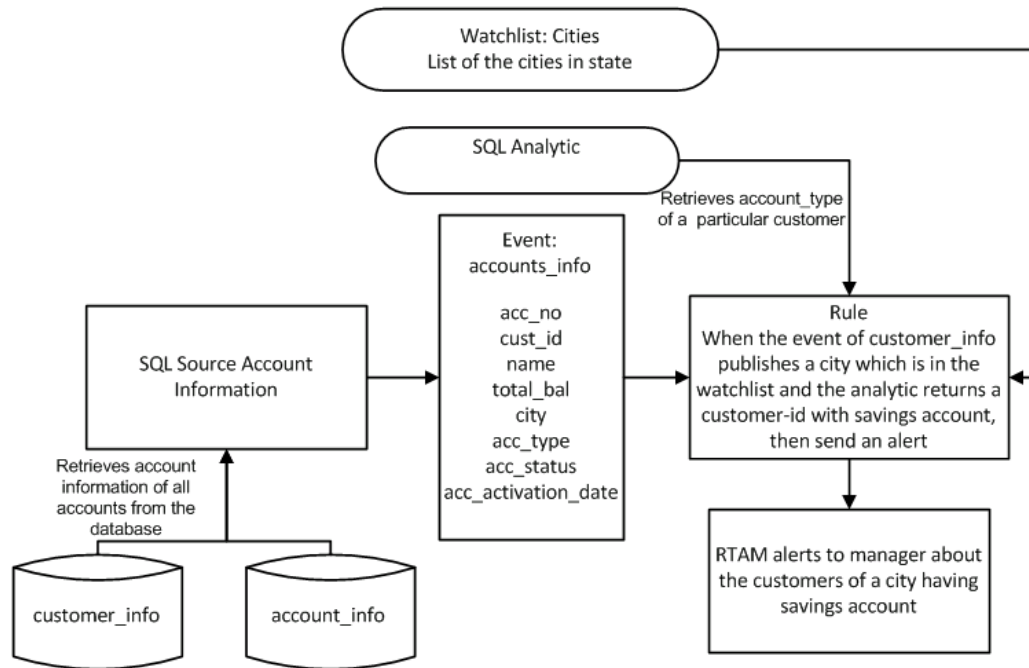 Watchlist: Cities
List of the cities in state
SQL Analytic
Retrieves account_type
of a particular customer
Event:
accounts_info
acc_no
cust_id
name
total_bal
city
acc_type
acc_status
acc_activation_date
SQL Source Account
Information
Rule
When the event of customer_info
publishes a city which is in the
watchlist and the analytic returns a
customer-id with savings account,
then send an alert
Retrieves account
information of all
accounts from the
database
customer_info
account_info
RTAM alerts to manager about
the customers of a city having
savings account